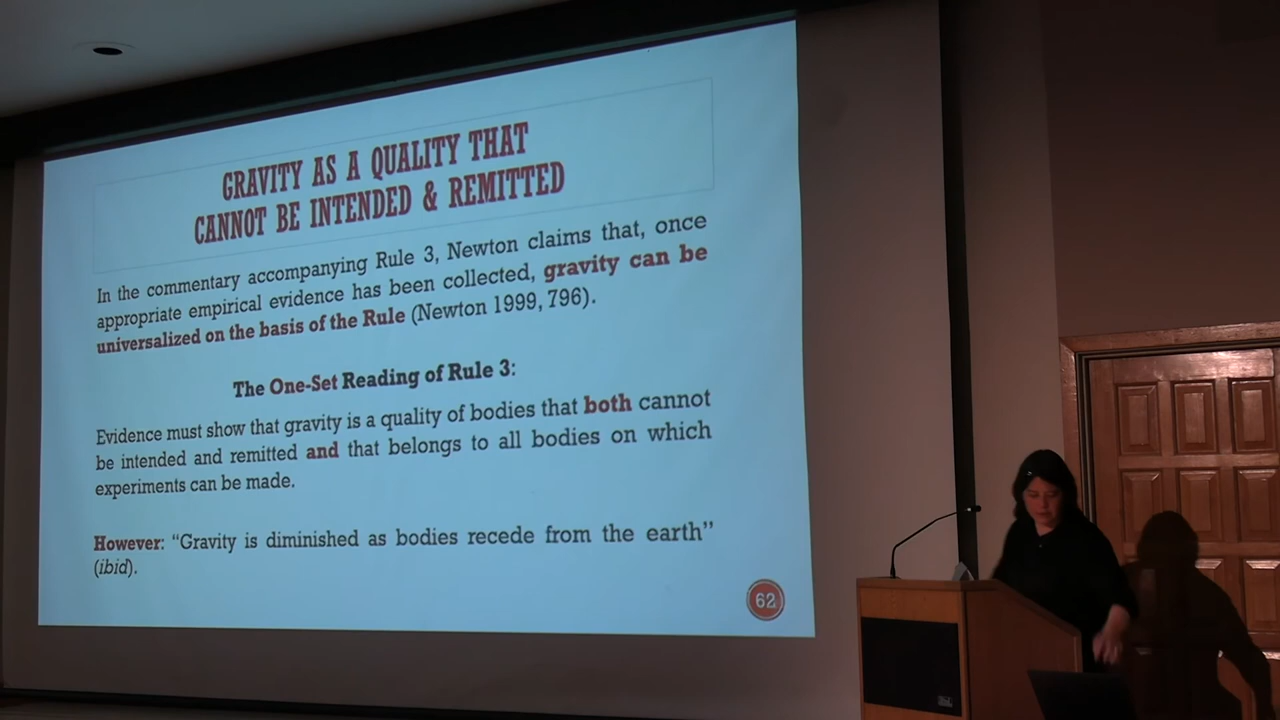 GRAVITY AS A QUALITY THAT
CANNOT BE INTENDED & REMITTED
In the commentary accompanying Rule 3, Newton claims that, once
appropriate empirical evidence has been collected, gravity can be
universalized on the basis of the Rule (Newton 1999, 796).
The One-Set Reading of Rule 3:
Evidence must show that gravity is a quality of bodies that both cannot
be intended and remitted and that belongs to all bodies on which
experiments can be made.
However: “Gravity is diminished as bodies recede from the earth”
(ibid).
62